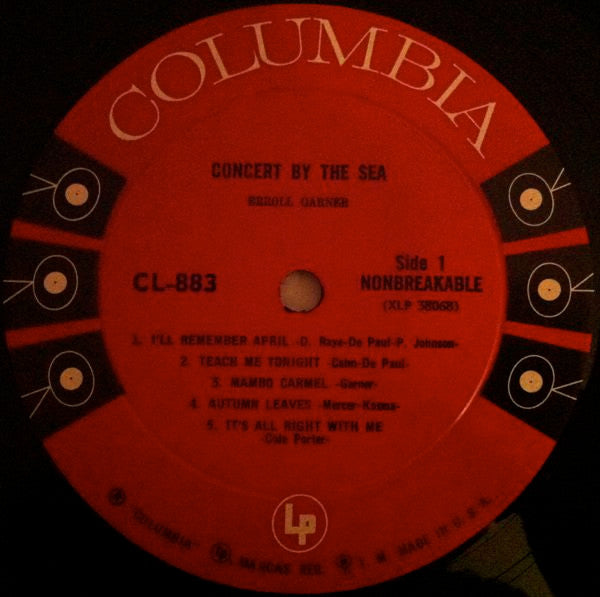 COLUMBIA
CONCERT BY THE SEA
ERROLL GARNER
CL-883
Side 1
NONBREAKABLE
(XLP 38068)
1. I'LL REMEMBER APRIL -D. Raye-De Paul-P. Johnson-
2. TEACH ME TONIGHT -Cahn-De Paul-
3. MAMBO CARMEL -Garner-
4. AUTUMN LEAVES -Mercer-Kosma-
5. IT'S ALL RIGHT WITH ME
-Cole Porter-
LP
"COLUMBIA" MARCAS REG. T. M. MADE IN U.S.A.